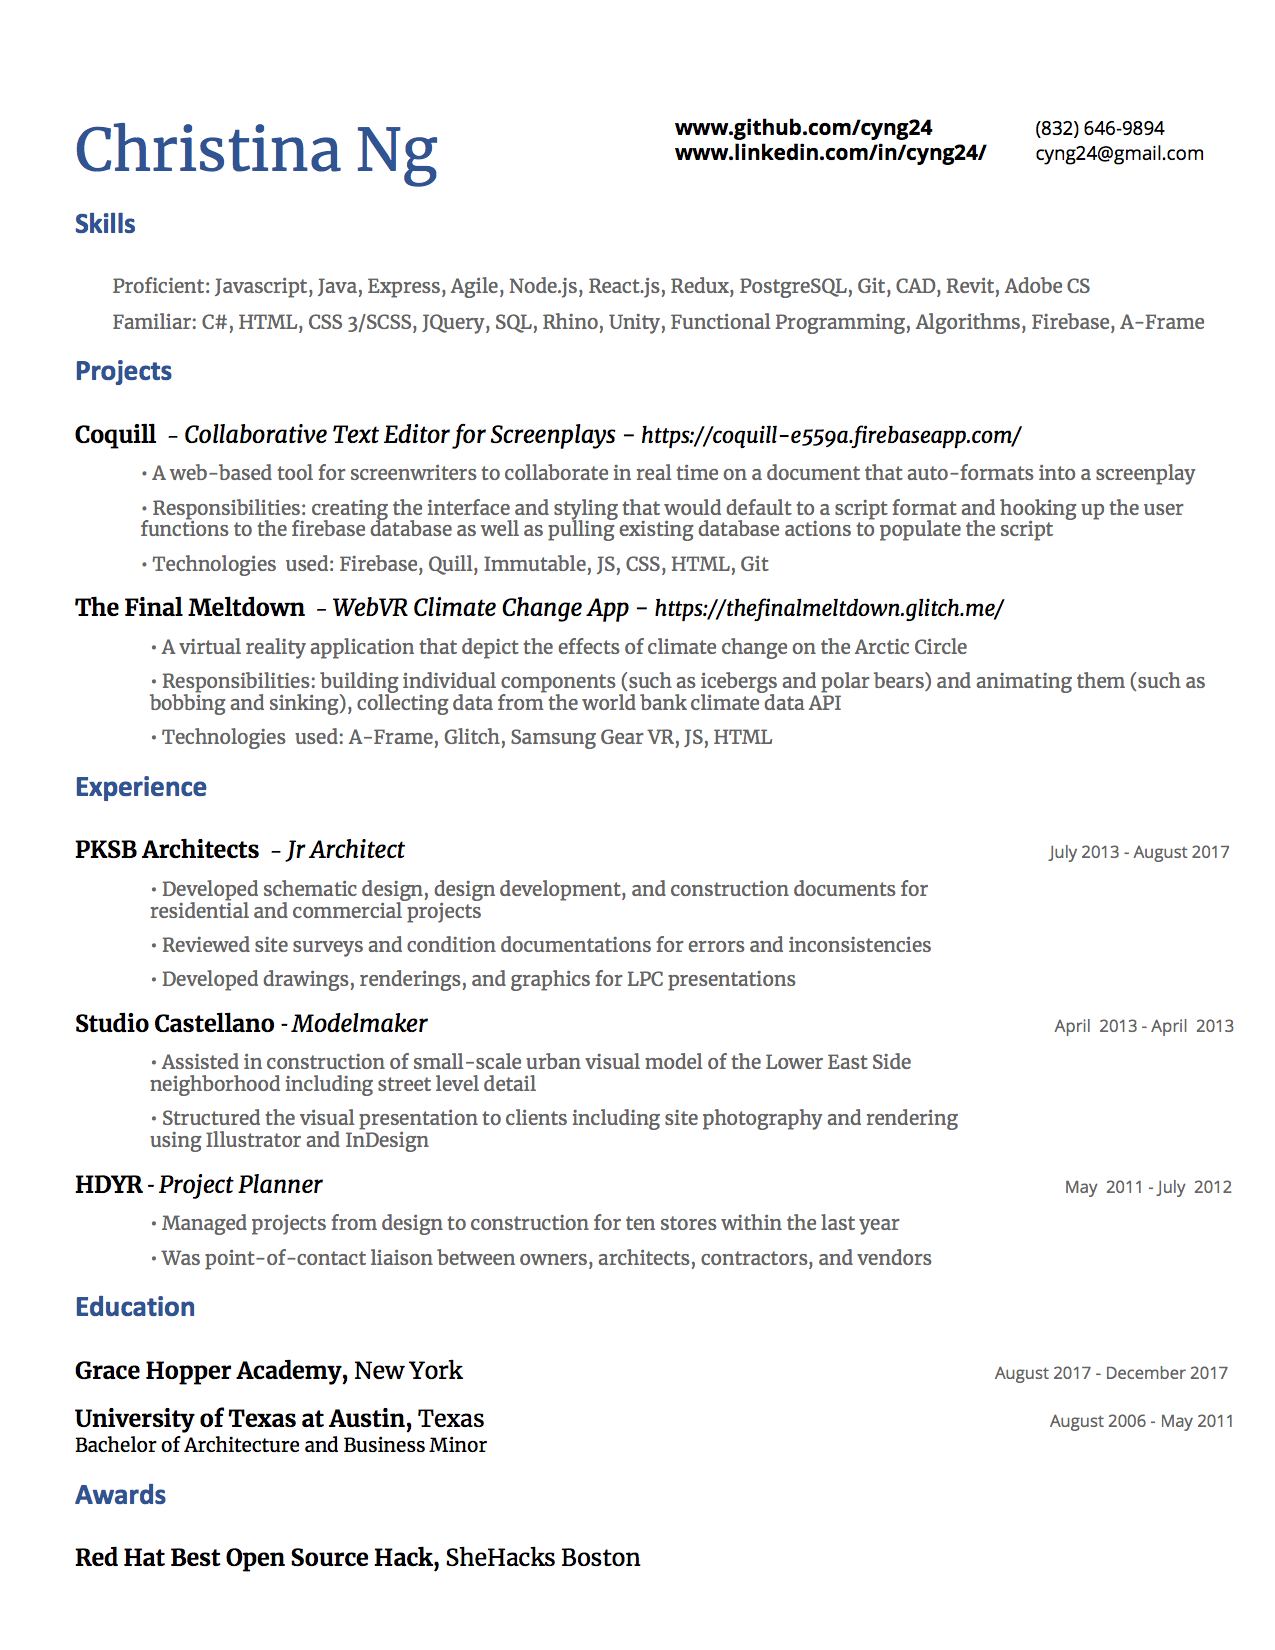 Christina Ng
www.github.com/cyng24
(832) 646-9894
www.linkedin.com/in/cyng24/
cyng24@gmail.com
Skills
Proficient: Javascript, Java, Express, Agile, Node.js, React.js, Redux, PostgreSQL, Git, CAD, Revit, Adobe CS
Familiar: C#, HTML, CSS 3/SCSS, JQuery, SQL, Rhino, Unity, Functional Programming, Algorithms, Firebase, A-Frame
Projects
Coquill – Collaborative Text Editor for Screenplays – https://coquill-e559a.firebaseapp.com/
• A web-based tool for screenwriters to collaborate in real time on a document that auto-formats into a screenplay
• Responsibilities: creating the interface and styling that would default to a script format and hooking up the user
functions to the firebase database as well as pulling existing database actions to populate the script
• Technologies used: Firebase, Quill, Immutable, JS, CSS, HTML, Git
The Final Meltdown – WebVR Climate Change App – https://thefinalmeltdown.glitch.me/
• A virtual reality application that depict the effects of climate change on the Arctic Circle
• Responsibilities: building individual components (such as icebergs and polar bears) and animating them (such as
bobbing and sinking), collecting data from the world bank climate data API
• Technologies used: A-Frame, Glitch, Samsung Gear VR, JS, HTML
Experience
PKSB Architects – Jr Architect July 2013 - August 2017
• Developed schematic design, design development, and construction documents for
residential and commercial projects
• Reviewed site surveys and condition documentations for errors and inconsistencies
• Developed drawings, renderings, and graphics for LPC presentations
Studio Castellano - Modelmaker April 2013 - April 2013
• Assisted in construction of small-scale urban visual model of the Lower East Side
neighborhood including street level detail
• Structured the visual presentation to clients including site photography and rendering
using Illustrator and InDesign
HDYR - Project Planner May 2011 - July 2012
• Managed projects from design to construction for ten stores within the last year
• Was point-of-contact liaison between owners, architects, contractors, and vendors
Education
Grace Hopper Academy, New York August 2017 - December 2017
University of Texas at Austin, Texas August 2006 - May 2011
Bachelor of Architecture and Business Minor
Awards
Red Hat Best Open Source Hack, SheHacks Boston